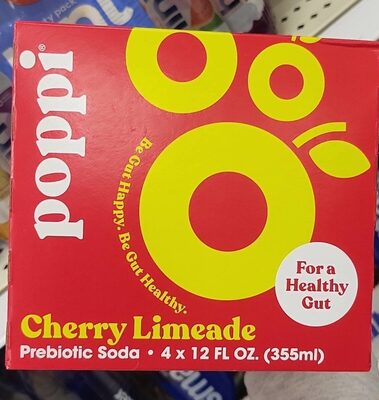 poppi®
Be Gut Happy. Be Gut Healthy.
For a
Healthy
Gut
Cherry Limeade
Prebiotic Soda • 4 x 12 FL OZ. (355ml)